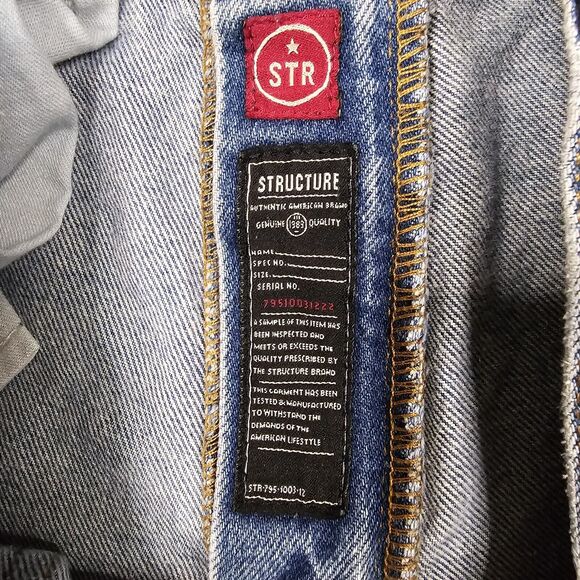 STR
STRUCTURE
AUTHENTIC AMERICAN BRAND
GENUINE 1989 QUALITY
NAME
SPEC NO.
SIZE
SERIAL NO.
79510031222
A SAMPLE OF THIS ITEM HAS
BEEN INSPECTED AND
MEETS OR EXCEEDS THE
QUALITY PRESCRIBED BY
THE STRUCTURE BRAND
THIS GARMENT HAS BEEN
TESTED & MANUFACTURED
TO WITHSTAND THE
DEMANDS OF THE
AMERICAN LIFESTYLE
STR-795-1003-12